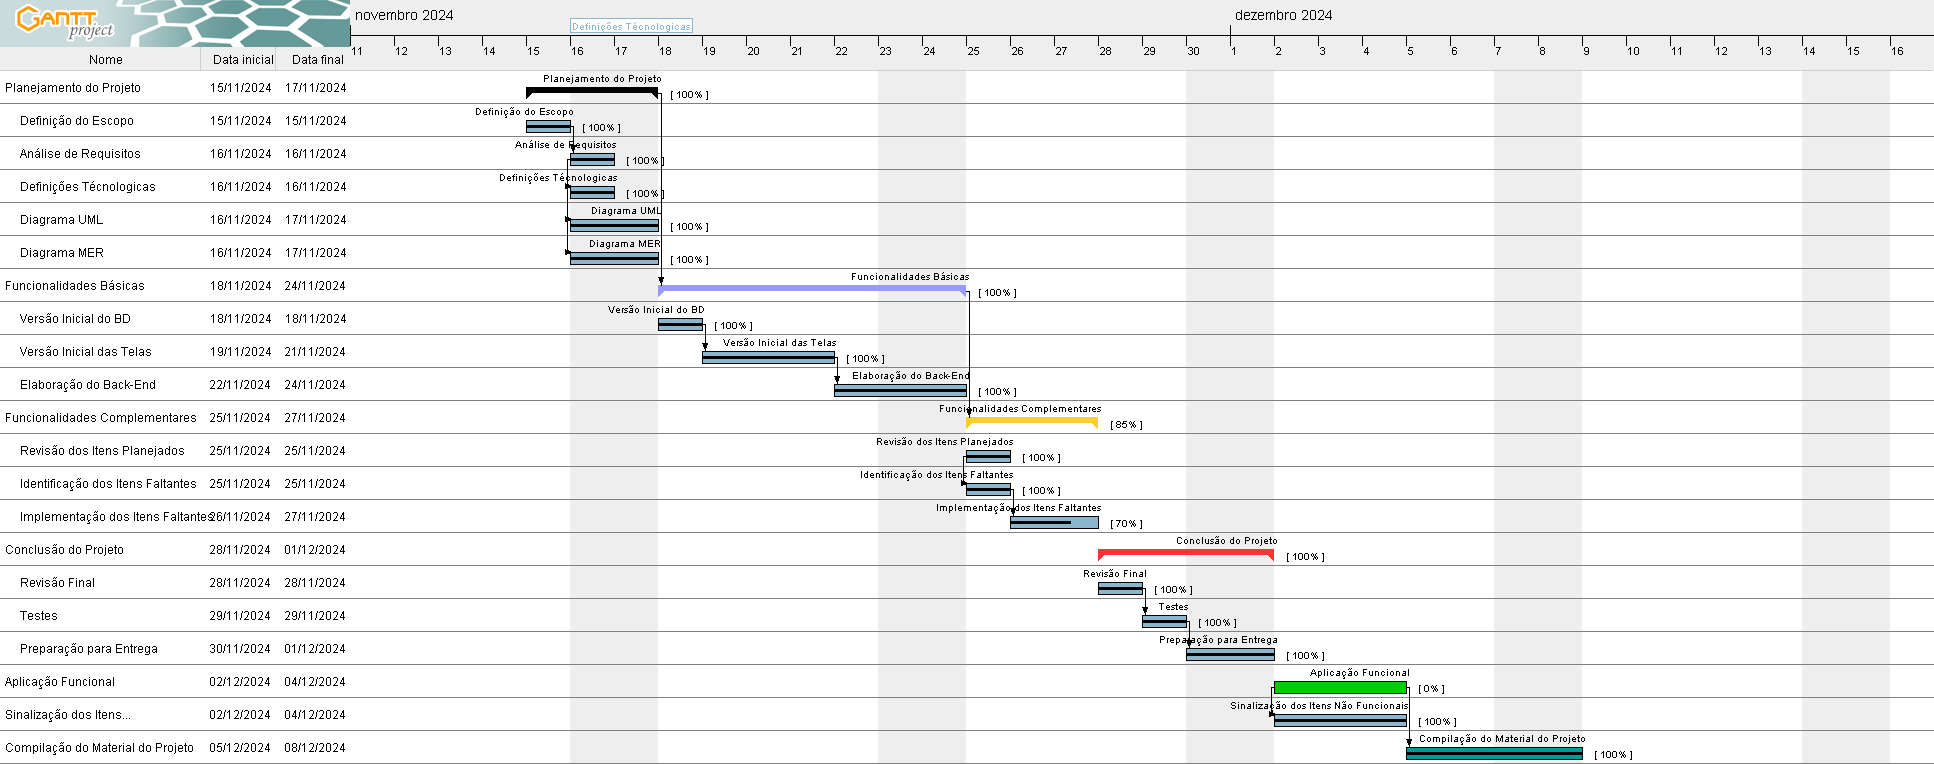 GANTT project
novembro 2024
dezembro 2024
Definições Técnologicas
11 12 13 14 15 16 17 18 19 20 21 22 23 24 25 26 27 28 29 30 1 2 3 4 5 6 7 8 9 10 11 12 13 14 15 16
Nome Data inicial Data final
Planejamento do Projeto 15/11/2024 17/11/2024 Planejamento do Projeto [ 100% ]
Definição do Escopo 15/11/2024 15/11/2024 Definição do Escopo [ 100% ]
Análise de Requisitos 16/11/2024 16/11/2024 Análise de Requisitos [ 100% ]
Definições Técnologicas 16/11/2024 16/11/2024 Definições Técnologicas [ 100% ]
Diagrama UML 16/11/2024 17/11/2024 Diagrama UML [ 100% ]
Diagrama MER 16/11/2024 17/11/2024 Diagrama MER [ 100% ]
Funcionalidades Básicas 18/11/2024 24/11/2024 Funcionalidades Básicas [ 100% ]
Versão Inicial do BD 18/11/2024 18/11/2024 Versão Inicial do BD [ 100% ]
Versão Inicial das Telas 19/11/2024 21/11/2024 Versão Inicial das Telas [ 100% ]
Elaboração do Back-End 22/11/2024 24/11/2024 Elaboração do Back-End [ 100% ]
Funcionalidades Complementares 25/11/2024 27/11/2024 Funcionalidades Complementares [ 85% ]
Revisão dos Itens Planejados 25/11/2024 25/11/2024 Revisão dos Itens Planejados [ 100% ]
Identificação dos Itens Faltantes 25/11/2024 25/11/2024 Identificação dos Itens Faltantes [ 100% ]
Implementação dos Itens Faltantes 26/11/2024 27/11/2024 Implementação dos Itens Faltantes [ 70% ]
Conclusão do Projeto 28/11/2024 01/12/2024 Conclusão do Projeto [ 100% ]
Revisão Final 28/11/2024 28/11/2024 Revisão Final [ 100% ]
Testes 29/11/2024 29/11/2024 Testes [ 100% ]
Preparação para Entrega 30/11/2024 01/12/2024 Preparação para Entrega [ 100% ]
Aplicação Funcional 02/12/2024 04/12/2024 Aplicação Funcional [ 0% ]
Sinalização dos Itens... 02/12/2024 04/12/2024 Sinalização dos Itens Não Funcionais [ 100% ]
Compilação do Material do Projeto 05/12/2024 08/12/2024 Compilação do Material do Projeto [ 100% ]